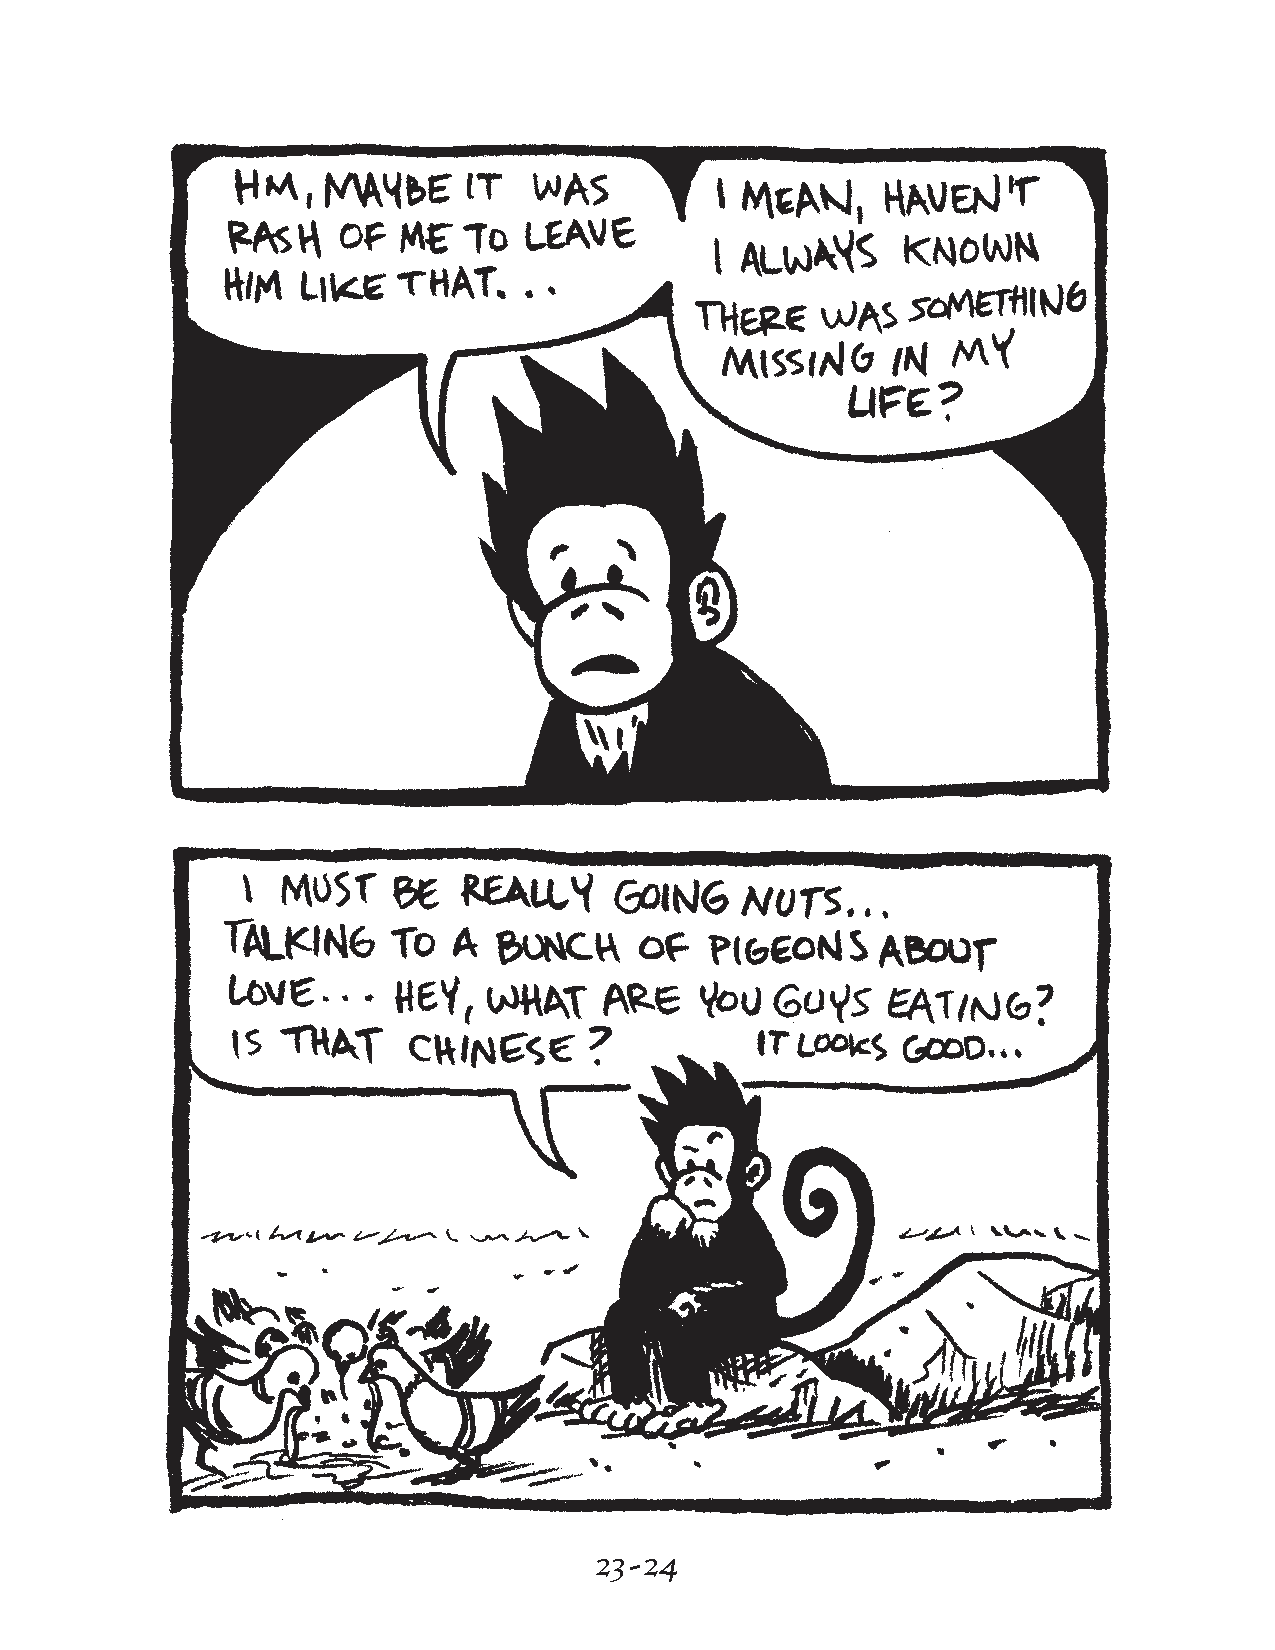 HM, MAYBE IT WAS
RASH OF ME TO LEAVE
HIM LIKE THAT...
I MEAN, HAVEN'T
I ALWAYS KNOWN
THERE WAS SOMETHING
MISSING IN MY
LIFE?
I MUST BE REALLY GOING NUTS...
TALKING TO A BUNCH OF PIGEONS ABOUT
LOVE... HEY, WHAT ARE YOU GUYS EATING?
IS THAT CHINESE? IT LOOKS GOOD...
23-24